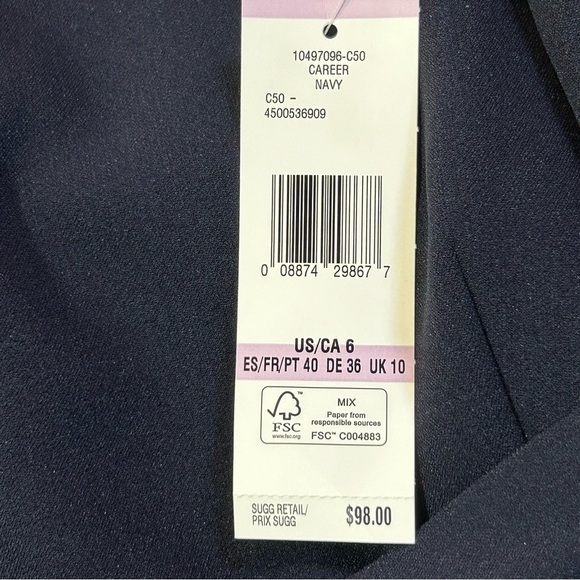 10497096-C50
CAREER
NAVY
C50 -
4500536909
0 08874 29867 7
US/CA 6
ES/FR/PT 40 DE 36 UK 10
FSC™
www.fsc.org
MIX
Paper from
responsible sources
FSC™ C004883
SUGG RETAIL/
PRIX SUGG
$98.00